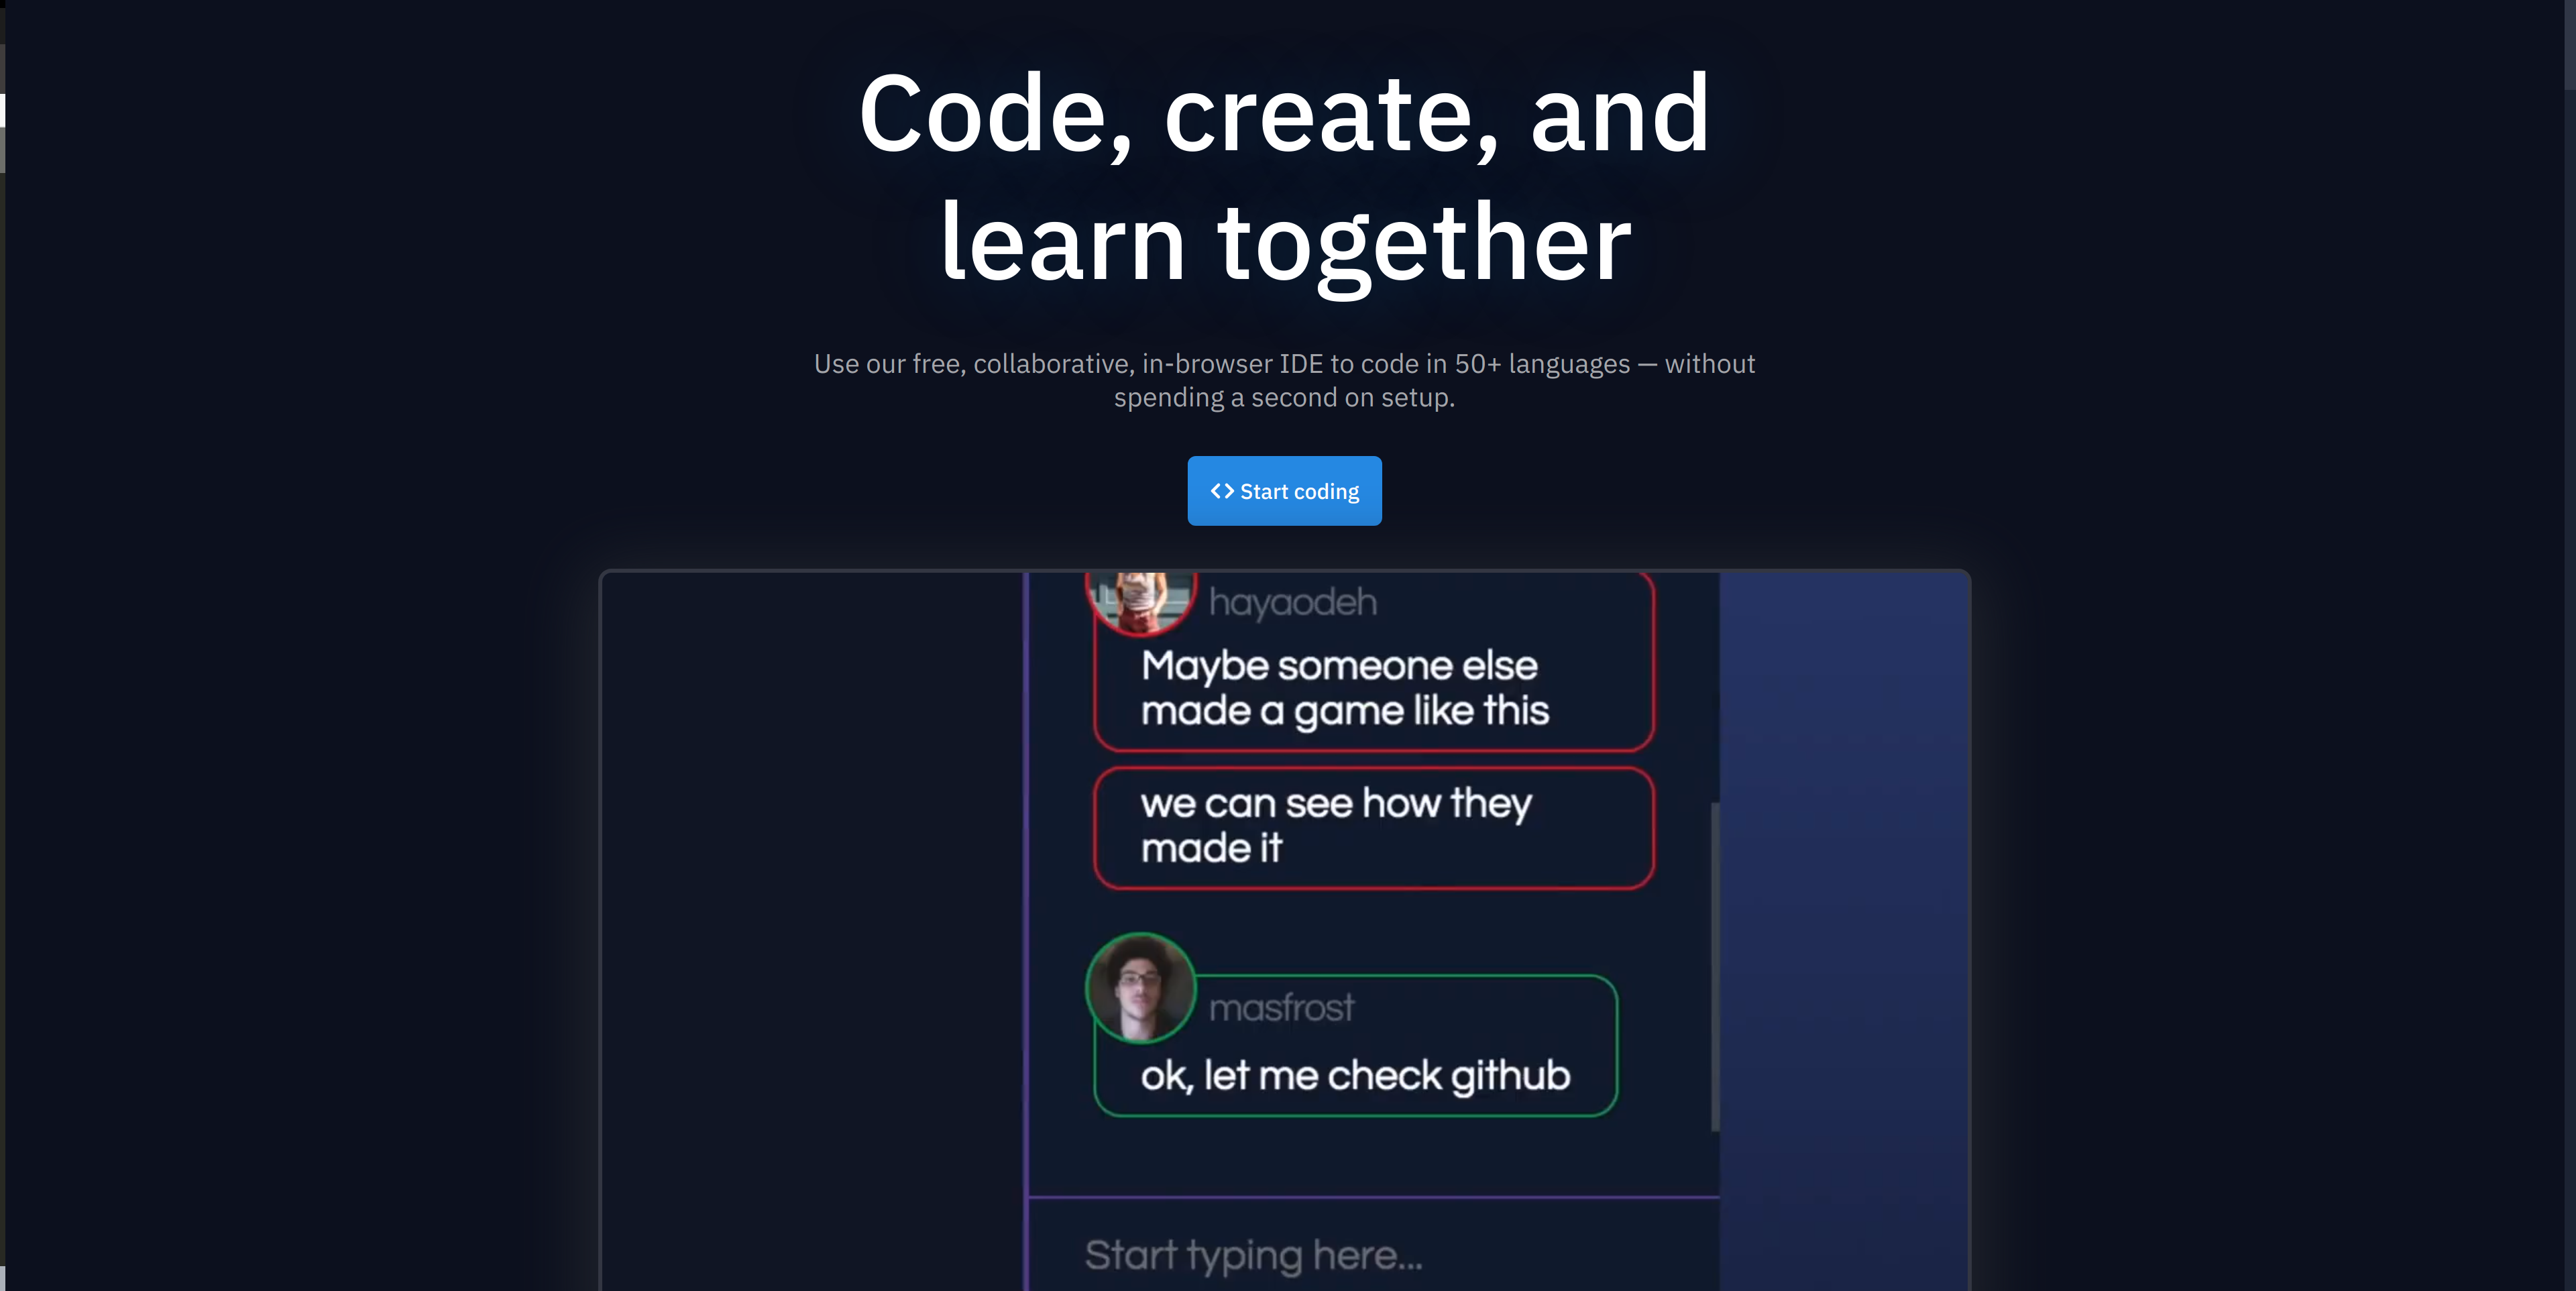 Code, create, and
learn together
Use our free, collaborative, in-browser IDE to code in 50+ languages — without
spending a second on setup.
<> Start coding
hayaodeh
Maybe someone else
made a game like this
we can see how they
made it
masfrost
ok, let me check github
Start typing here...